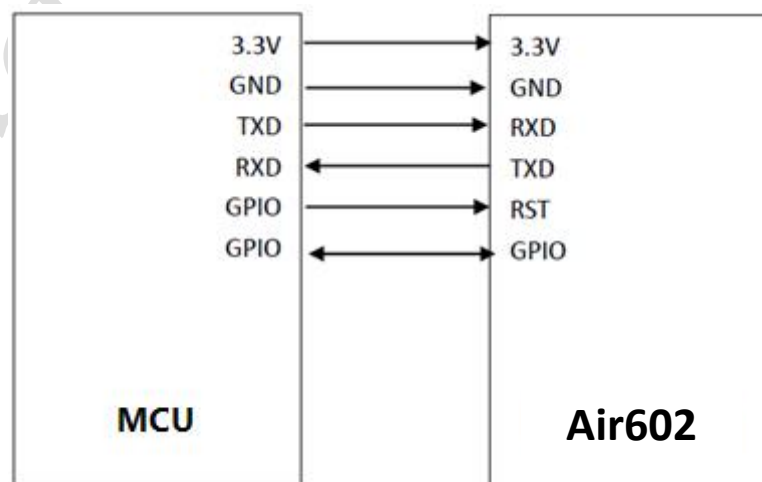 3.3V 3.3V
GND GND
TXD RXD
RXD TXD
GPIO RST
GPIO GPIO
MCU Air602